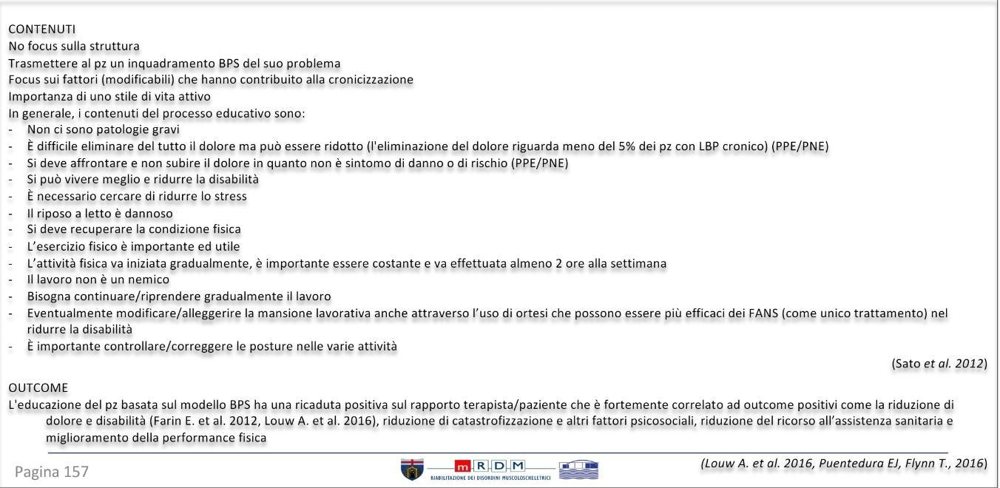 CONTENUTI
No focus sulla struttura
Trasmettere al pz un inquadramento BPS del suo problema
Focus sui fattori (modificabili) che hanno contribuito alla cronicizzazione
Importanza di uno stile di vita attivo
In generale, i contenuti del processo educativo sono:
- Non ci sono patologie gravi
- È difficile eliminare del tutto il dolore ma può essere ridotto (l'eliminazione del dolore riguarda meno del 5% dei pz con LBP cronico) (PPE/PNE)
- Si deve affrontare e non subire il dolore in quanto non è sintomo di danno o di rischio (PPE/PNE)
- Si può vivere meglio e ridurre la disabilità
- È necessario cercare di ridurre lo stress
- Il riposo a letto è dannoso
- Si deve recuperare la condizione fisica
- L’esercizio fisico è importante ed utile
- L’attività fisica va iniziata gradualmente, è importante essere costante e va effettuata almeno 2 ore alla settimana
- Il lavoro non è un nemico
- Bisogna continuare/riprendere gradualmente il lavoro
- Eventualmente modificare/alleggerire la mansione lavorativa anche attraverso l’uso di ortesi che possono essere più efficaci dei FANS (come unico trattamento) nel
ridurre la disabilità
- È importante controllare/correggere le posture nelle varie attività
(Sato et al. 2012)
OUTCOME
L'educazione del pz basata sul modello BPS ha una ricaduta positiva sul rapporto terapista/paziente che è fortemente correlato ad outcome positivi come la riduzione di
dolore e disabilità (Farin E. et al. 2012, Louw A. et al. 2016), riduzione di catastrofizzazione e altri fattori psicosociali, riduzione del ricorso all’assistenza sanitaria e
miglioramento della performance fisica
Pagina 157
mRDM
RIABILITAZIONE DEI DISORDINI MUSCOLOSCHELETRICI
(Louw A. et al. 2016, Puentedura EJ, Flynn T., 2016)